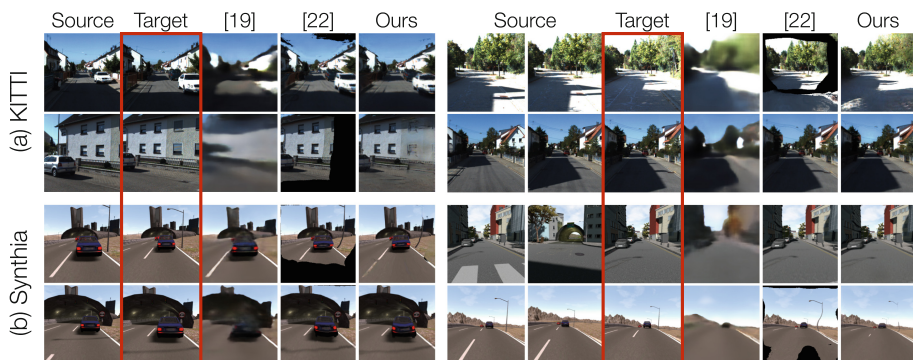 Source Target [19] [22] Ours Source Target [19] [22] Ours
(a) KITTI
(b) Synthia